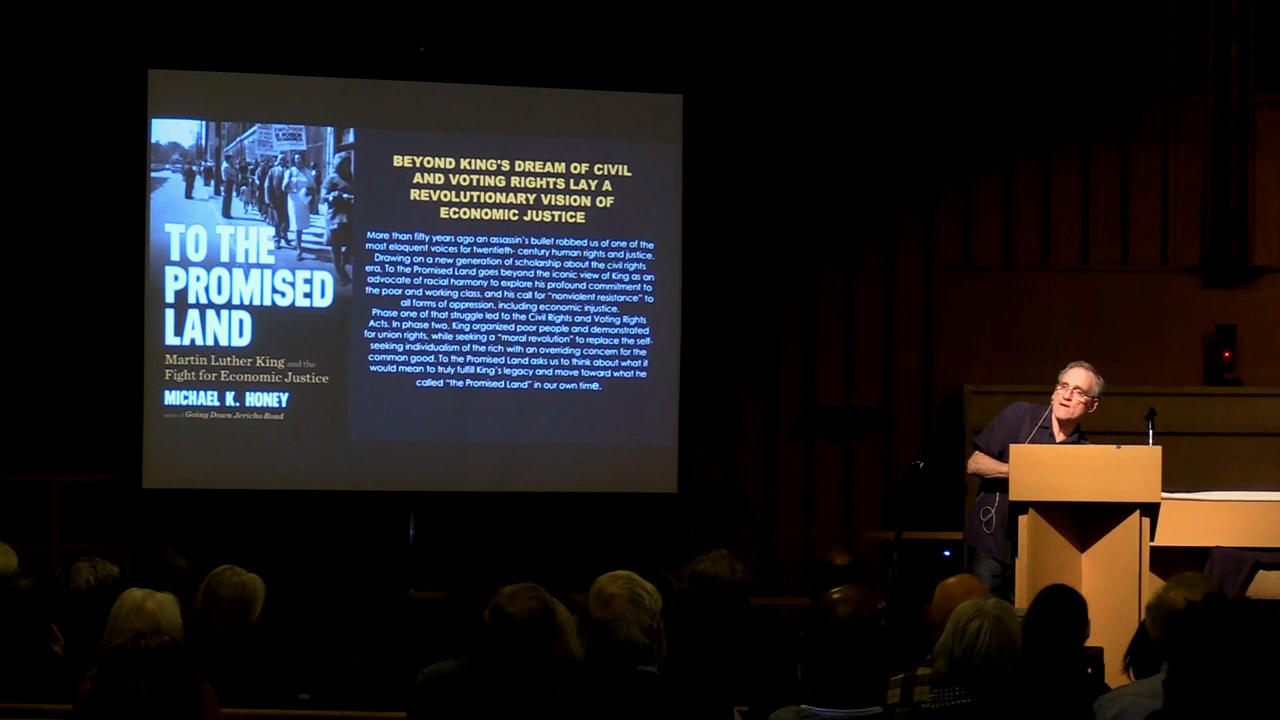 TO THE
PROMISED
LAND
Martin Luther King and the
Fight for Economic Justice
MICHAEL K. HONEY
author of Going Down Jericho Road
BEYOND KING'S DREAM OF CIVIL
AND VOTING RIGHTS LAY A
REVOLUTIONARY VISION OF
ECONOMIC JUSTICE
More than fifty years ago an assassin's bullet robbed us of one of the
most eloquent voices for twentieth- century human rights and justice.
Drawing on a new generation of scholarship about the civil rights
era, To the Promised Land goes beyond the iconic view of King as an
advocate of racial harmony to explore his profound commitment to
the poor and working class, and his call for "nonviolent resistance" to
all forms of oppression, including economic injustice.
Phase one of that struggle led to the Civil Rights and Voting Rights
Acts. In phase two, King organized poor people and demonstrated
for union rights, while seeking a "moral revolution" to replace the self-
seeking individualism of the rich with an overriding concern for the
common good. To the Promised Land asks us to think about what it
would mean to truly fulfill King's legacy and move toward what he
called "the Promised Land" in our own time.